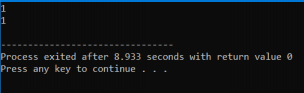 1
1
--------------------------------
Process exited after 8.933 seconds with return value 0
Press any key to continue . . .